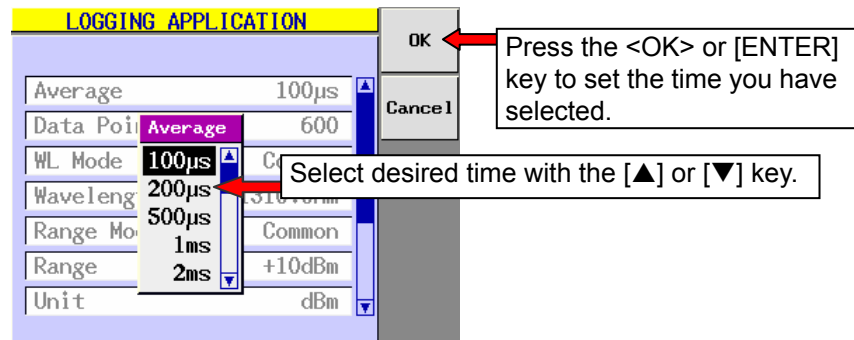 LOGGING APPLICATION
OK
Press the <OK> or [ENTER]
key to set the time you have
selected.
Cancel
Average 100µs
Data Poi 600
WL Mode
Waveleng
Range Mo Common
Range +10dBm
Unit dBm
Average
100µs
200µs
500µs
1ms
2ms
Select desired time with the [▲] or [▼] key.